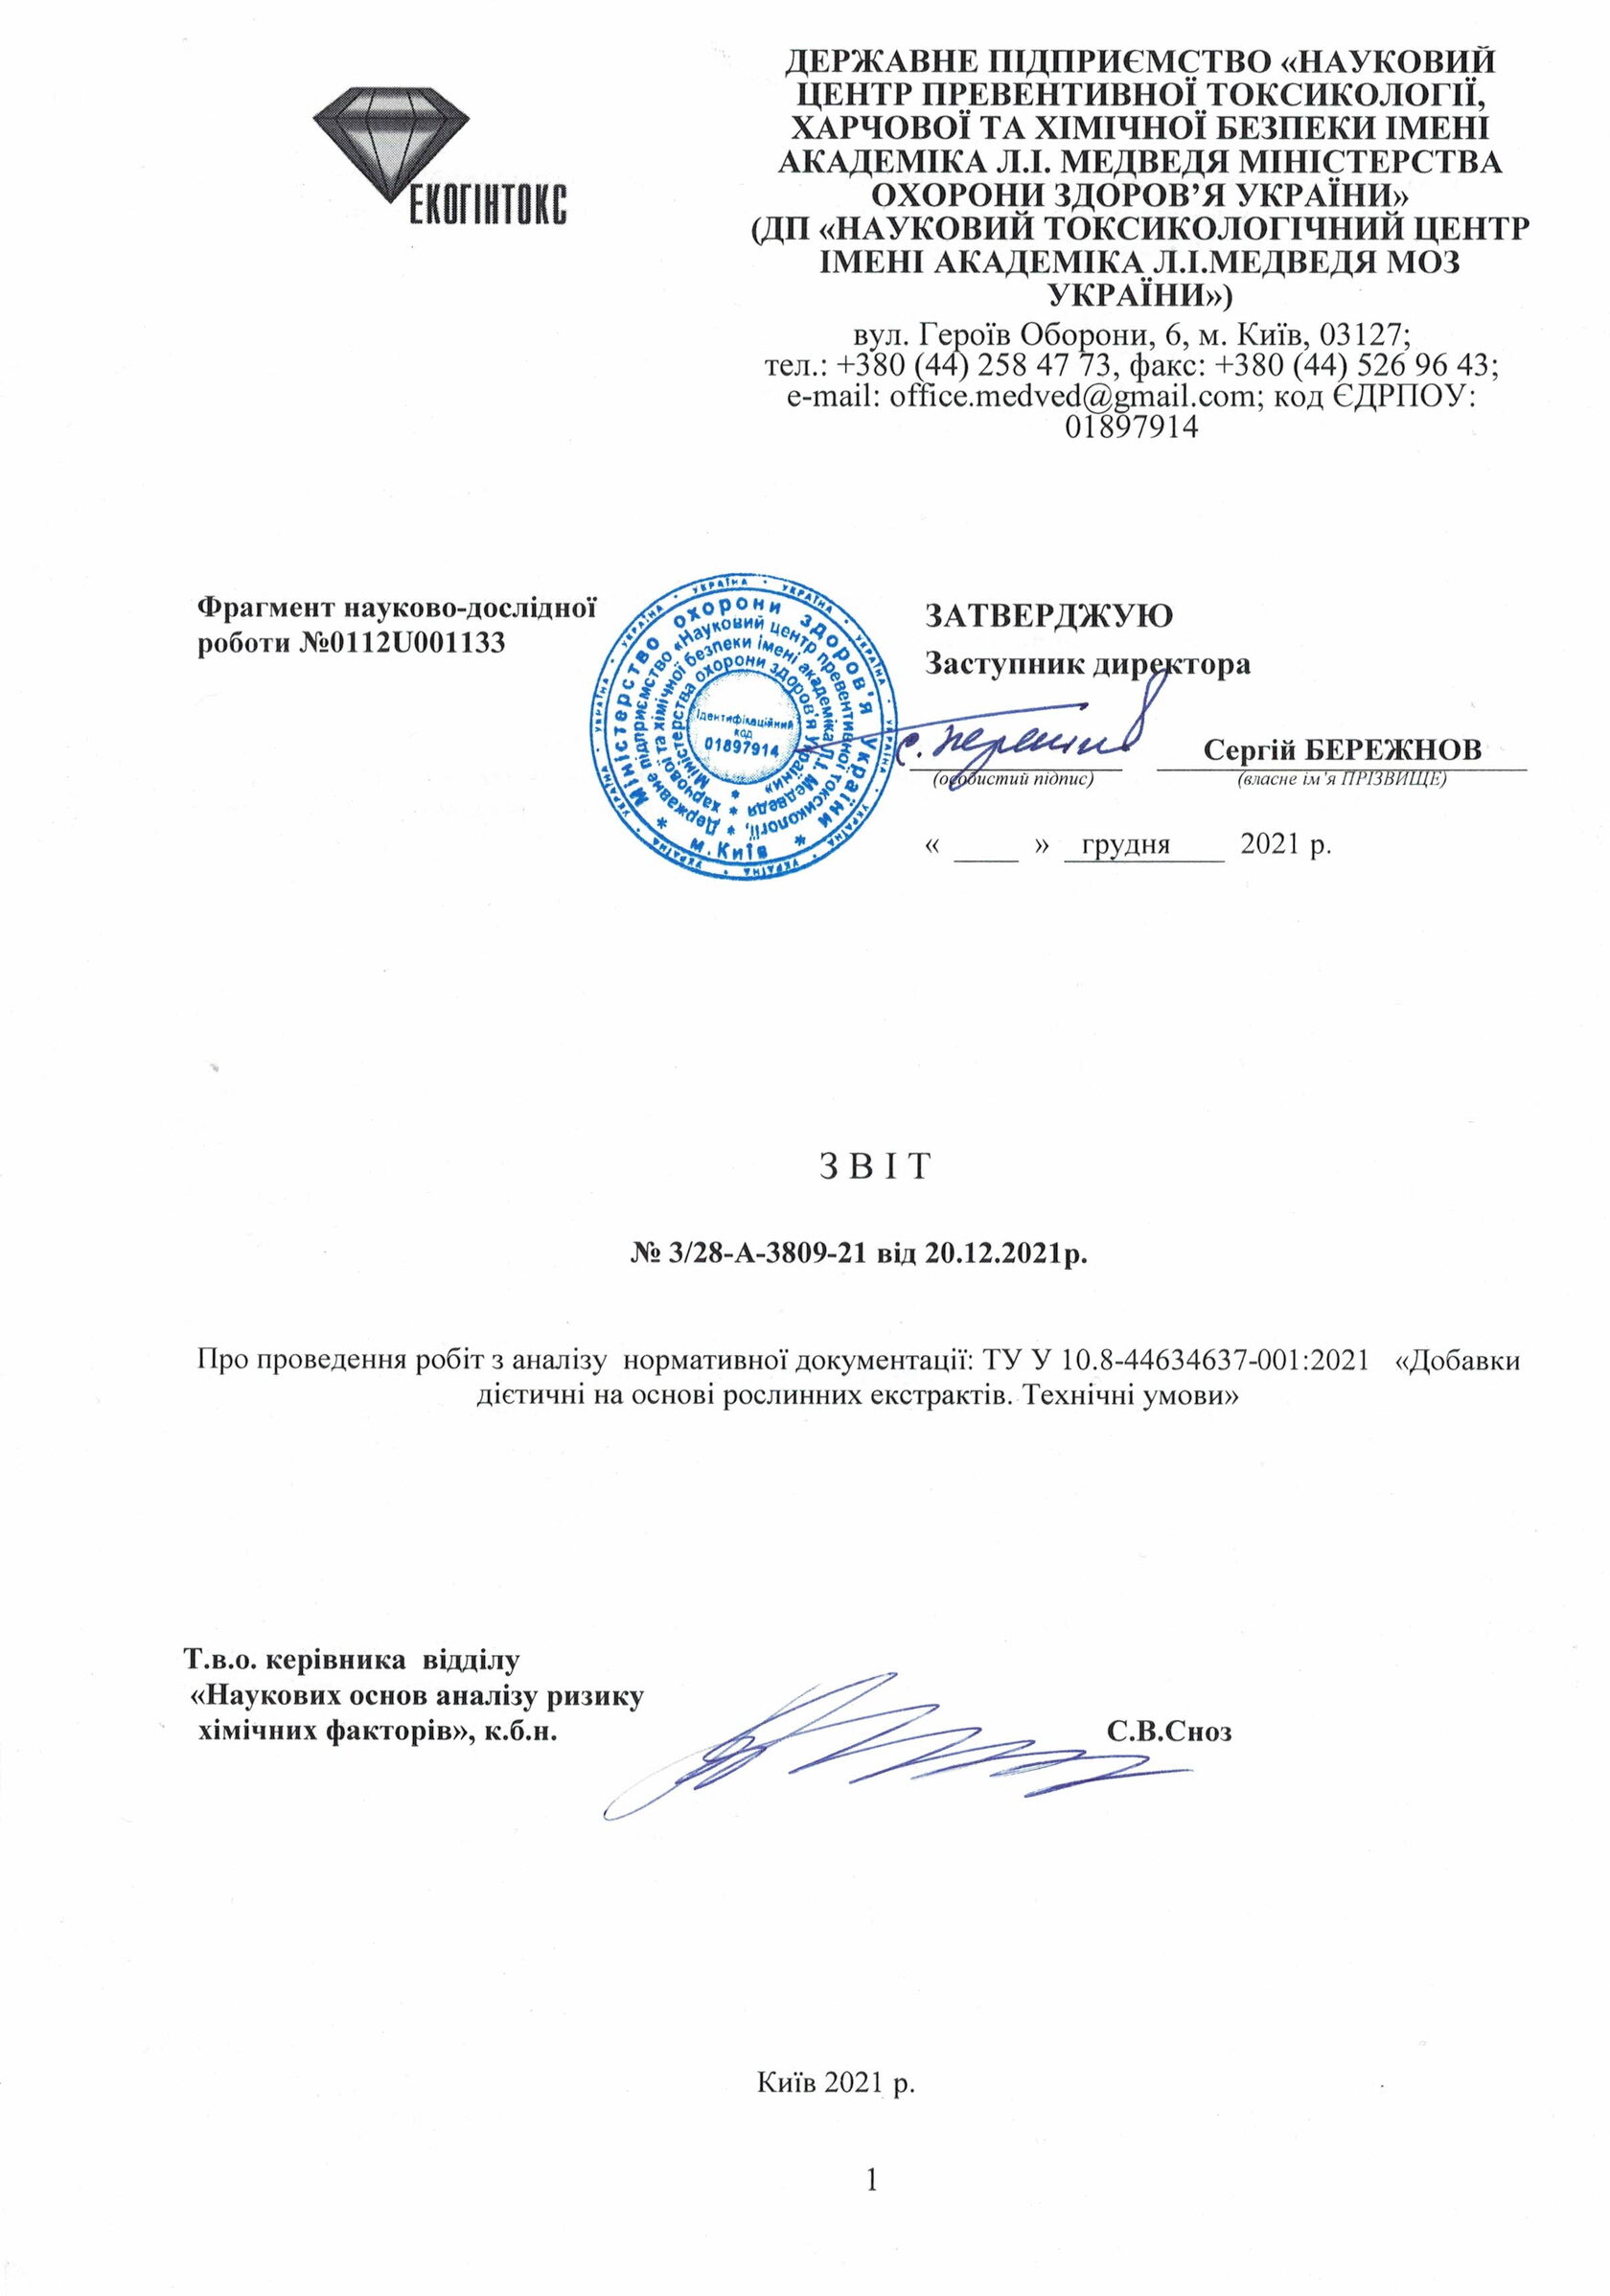 ЕКОГІНТОКС
ДЕРЖАВНЕ ПІДПРИЄМСТВО «НАУКОВИЙ
ЦЕНТР ПРЕВЕНТИВНОЇ ТОКСИКОЛОГІЇ,
ХАРЧОВОЇ ТА ХІМІЧНОЇ БЕЗПЕКИ ІМЕНІ
АКАДЕМІКА Л.І. МЕДВЕДЯ МІНІСТЕРСТВА
ОХОРОНИ ЗДОРОВ’Я УКРАЇНИ»
(ДП «НАУКОВИЙ ТОКСИКОЛОГІЧНИЙ ЦЕНТР
ІМЕНІ АКАДЕМІКА Л.І.МЕДВЕДЯ МОЗ
УКРАЇНИ»)
вул. Героїв Оборони, 6, м. Київ, 03127;
тел.: +380 (44) 258 47 73, факс: +380 (44) 526 96 43;
e-mail: office.medved@gmail.com; код ЄДРПОУ:
01897914
Фрагмент науково-дослідної
роботи №0112U001133
Міністерство охорони здоров'я України
м. Київ
Державне підприємство «Науковий центр превентивної токсикології,
харчової та хімічної безпеки імені академіка Л.І. Медведя
Міністерства охорони здоров'я України»
Ідентифікаційний
код
01897914
ЗАТВЕРДЖУЮ
Заступник директора
Сергій БЕРЕЖНОВ
(особистий підпис) (власне ім’я ПРІЗВИЩЕ)
« ____ » грудня 2021 р.
З В І Т
№ 3/28-А-3809-21 від 20.12.2021р.
Про проведення робіт з аналізу нормативної документації: ТУ У 10.8-44634637-001:2021 «Добавки
дієтичні на основі рослинних екстрактів. Технічні умови»
Т.в.о. керівника відділу
«Наукових основ аналізу ризику
хімічних факторів», к.б.н. С.В.Сноз
Київ 2021 р.
1